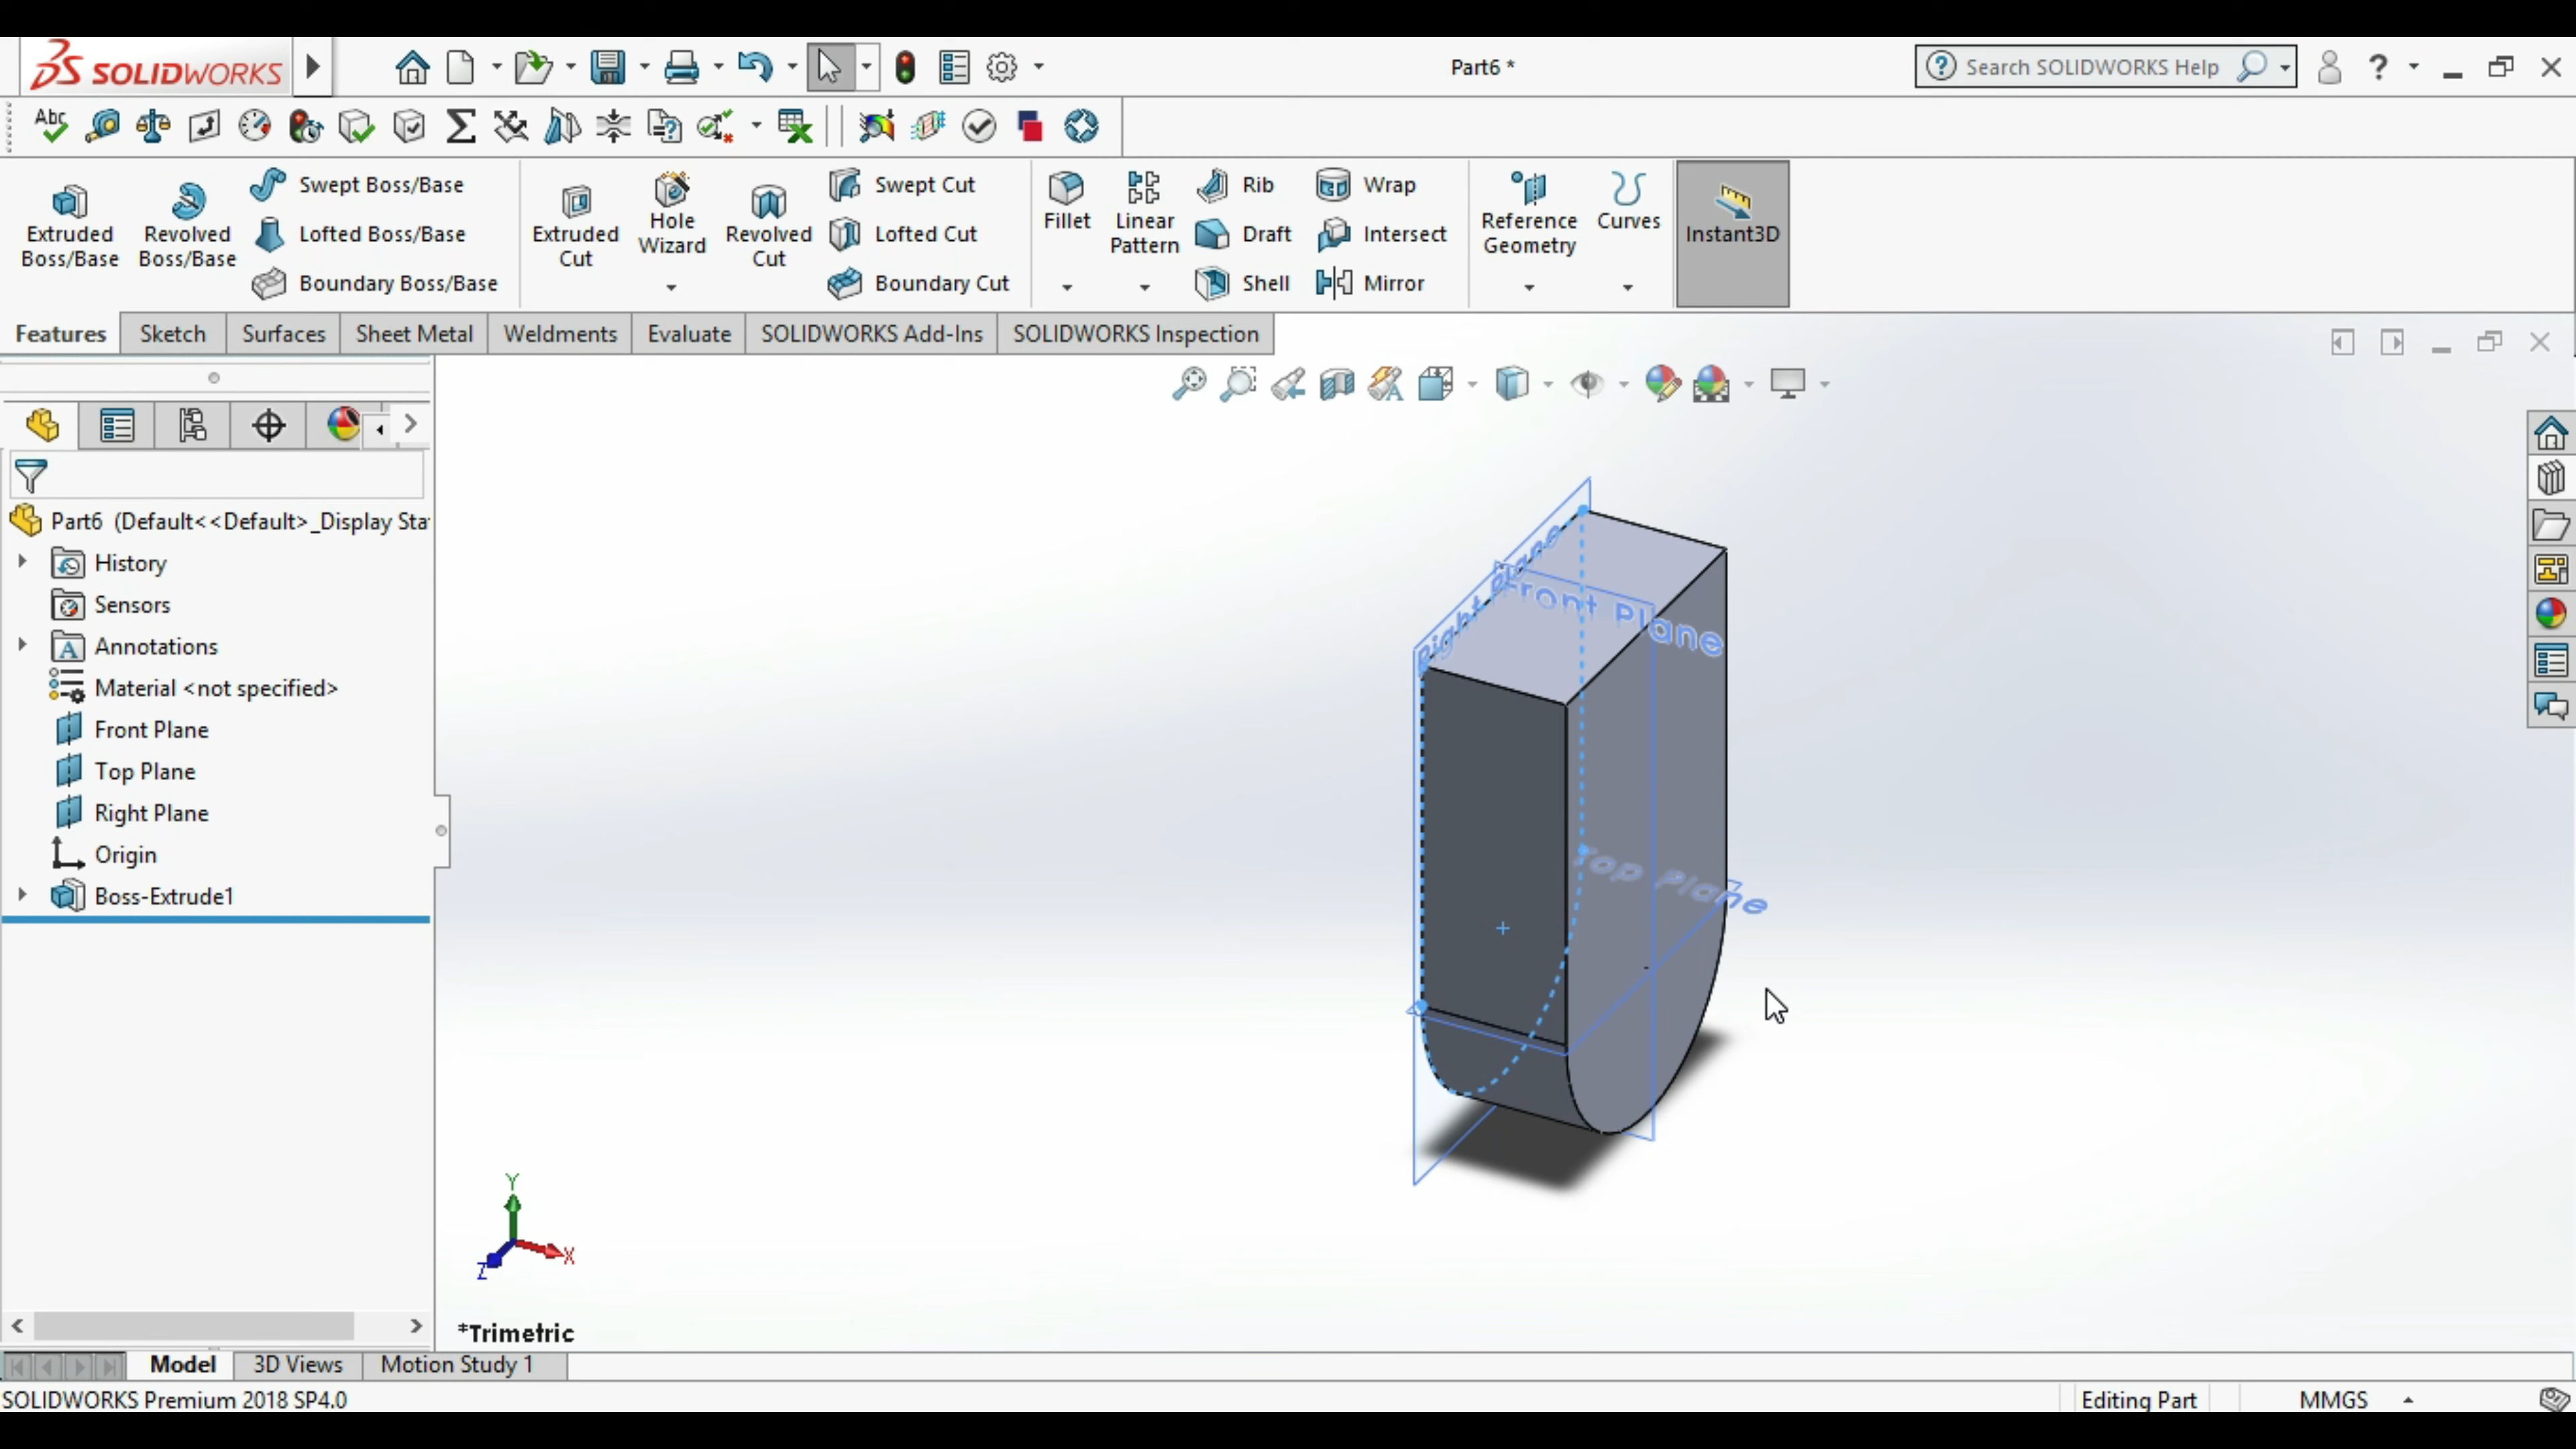 SOLIDWORKS
Part6 *
Search SOLIDWORKS Help
?
Abc
Extruded Boss/Base
Revolved Boss/Base
Swept Boss/Base
Lofted Boss/Base
Boundary Boss/Base
Extruded Cut
Hole Wizard
Revolved Cut
Swept Cut
Lofted Cut
Boundary Cut
Fillet
Linear Pattern
Rib
Draft
Shell
Wrap
Intersect
Mirror
Reference Geometry
Curves
Instant3D
Features
Sketch
Surfaces
Sheet Metal
Weldments
Evaluate
SOLIDWORKS Add-Ins
SOLIDWORKS Inspection
Part6 (Default<<Default>_Display Sta
History
Sensors
Annotations
Material <not specified>
Front Plane
Top Plane
Right Plane
Origin
Boss-Extrude1
Right Plane
Front Plane
Top Plane
Y
X
Z
*Trimetric
Model
3D Views
Motion Study 1
SOLIDWORKS Premium 2018 SP4.0
Editing Part
MMGS